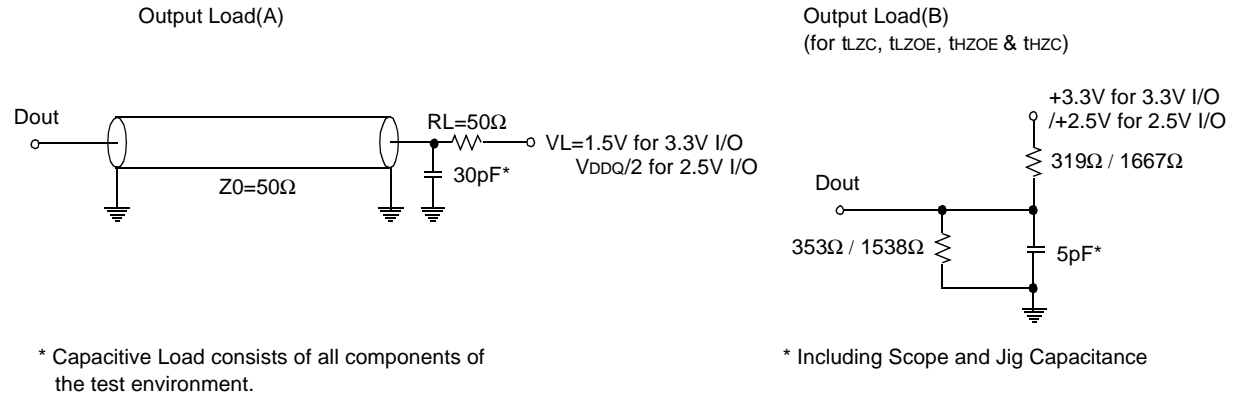 Output Load(A)
Dout
Z0=50Ω
RL=50Ω
30pF*
VL=1.5V for 3.3V I/O
VDDQ/2 for 2.5V I/O
* Capacitive Load consists of all components of
the test environment.
Output Load(B)
(for tLZC, tLZOE, tHZOE & tHZC)
+3.3V for 3.3V I/O
/+2.5V for 2.5V I/O
319Ω / 1667Ω
Dout
353Ω / 1538Ω
5pF*
* Including Scope and Jig Capacitance